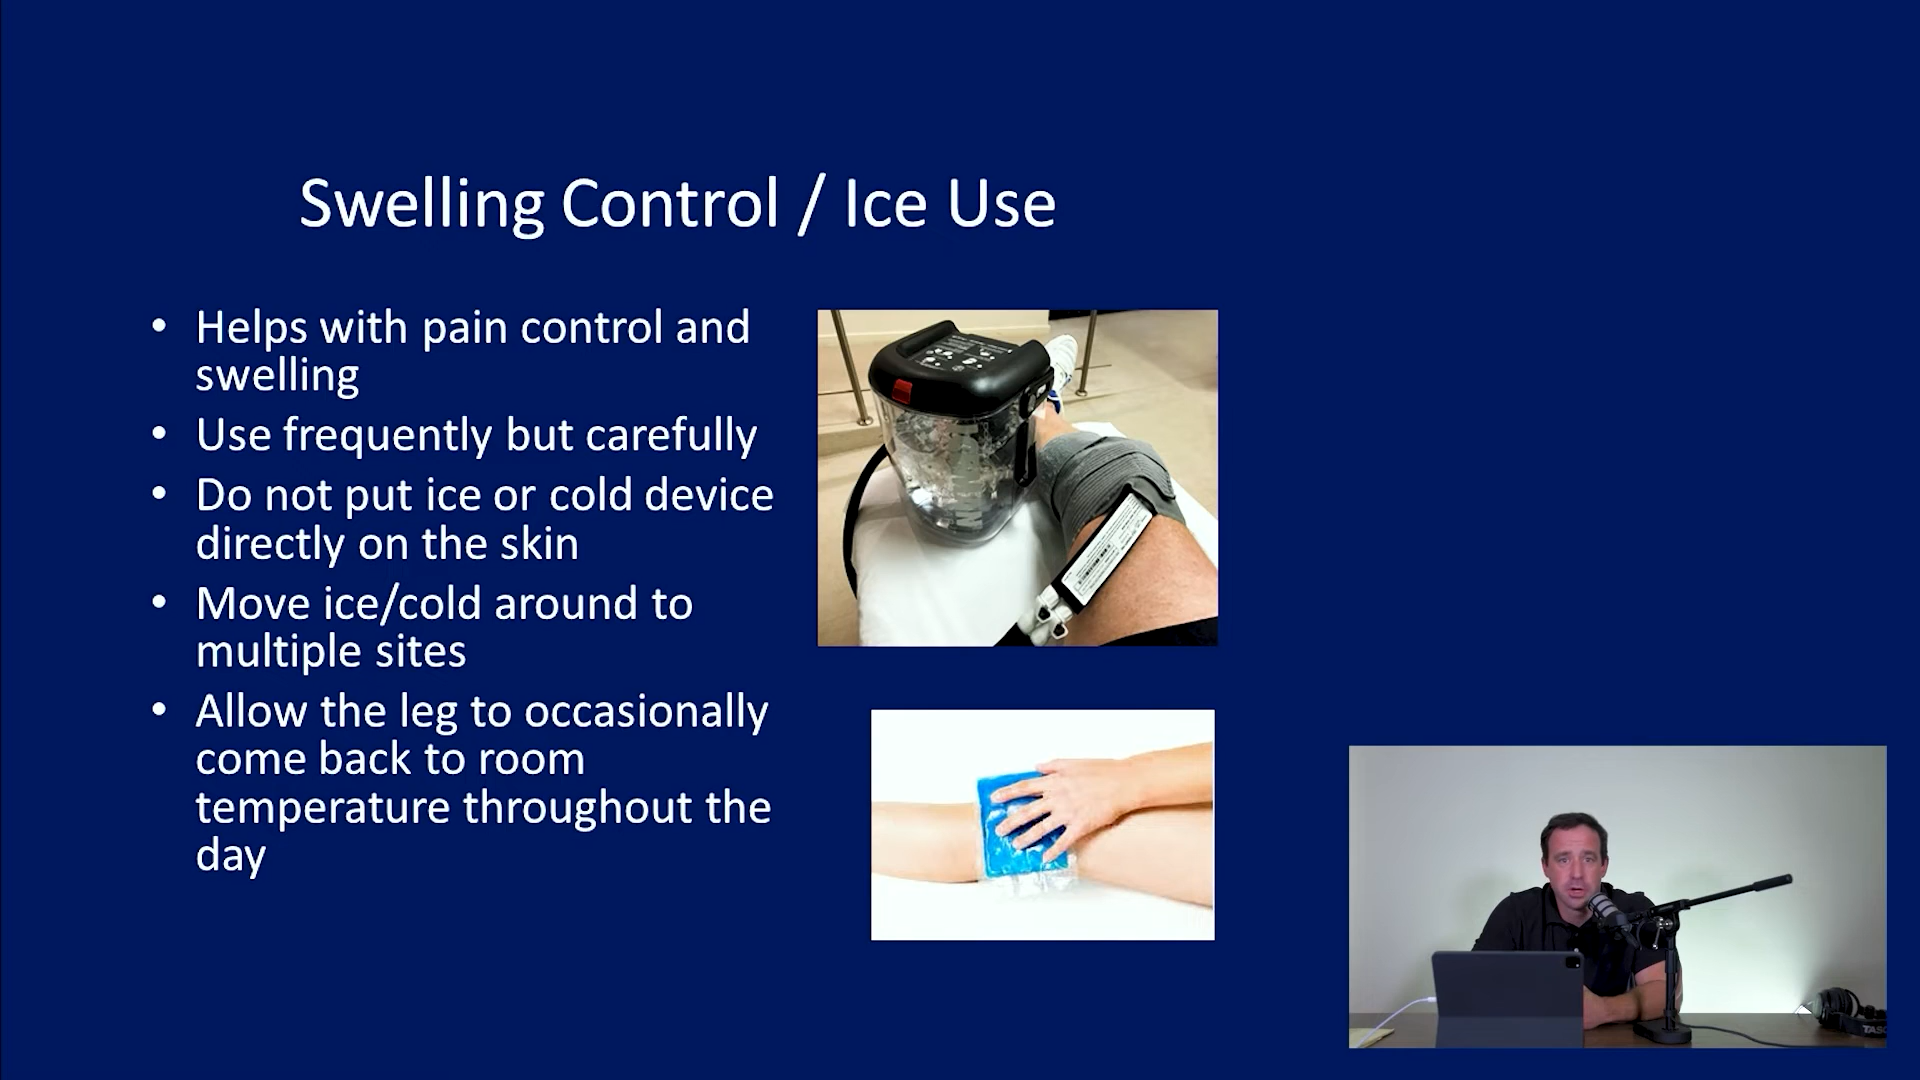 Swelling Control / Ice Use
• Helps with pain control and
swelling
• Use frequently but carefully
• Do not put ice or cold device
directly on the skin
• Move ice/cold around to
multiple sites
• Allow the leg to occasionally
come back to room
temperature throughout the
day